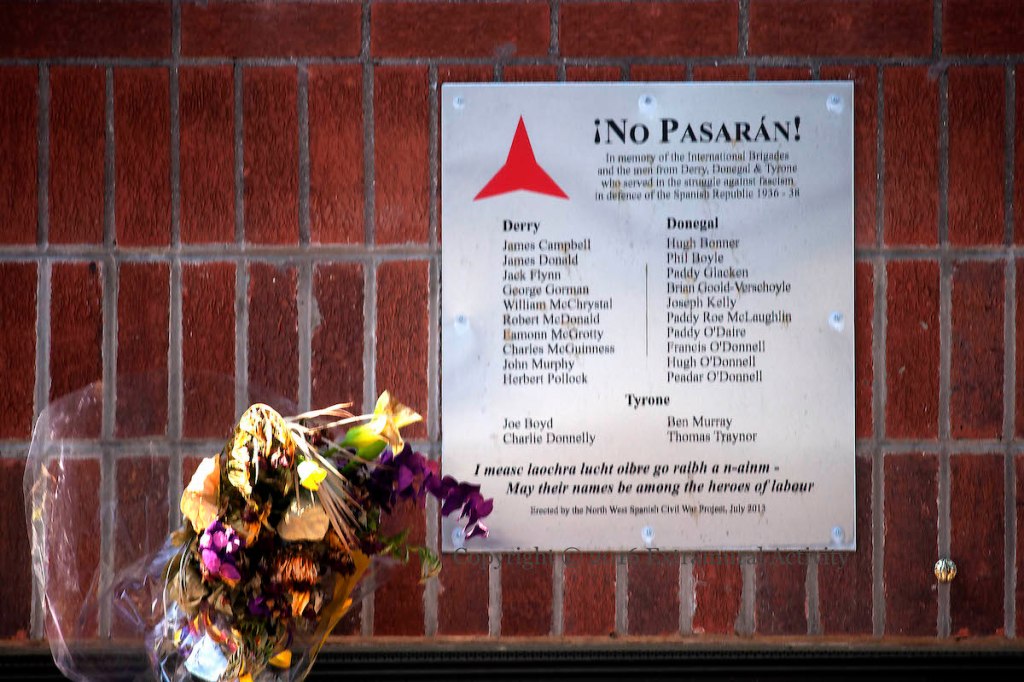 ¡NO PASARÁN!
In memory of the International Brigades
and the men from Derry, Donegal & Tyrone
who served in the struggle against fascism,
in defence of the Spanish Republic 1936 - 38
Derry
James Campbell
James Donald
Jack Flynn
George Gorman
William McChrystal
Robert McDonald
Eamonn McGrotty
Charles McGuinness
John Murphy
Herbert Pollock
Donegal
Hugh Bonner
Phil Boyle
Paddy Glacken
Brian Goold-Verschoyle
Joseph Kelly
Paddy Roe McLaughlin
Paddy O'Daire
Francis O'Donnell
Hugh O'Donnell
Peadar O'Donnell
Tyrone
Joe Boyd
Charlie Donnelly
Ben Murray
Thomas Traynor
I measc laochra lucht oibre go raibh a n-ainm -
May their names be among the heroes of labour
Erected by the North West Spanish Civil War Project, July 2013
Copyright © 2016 Extramural Activity